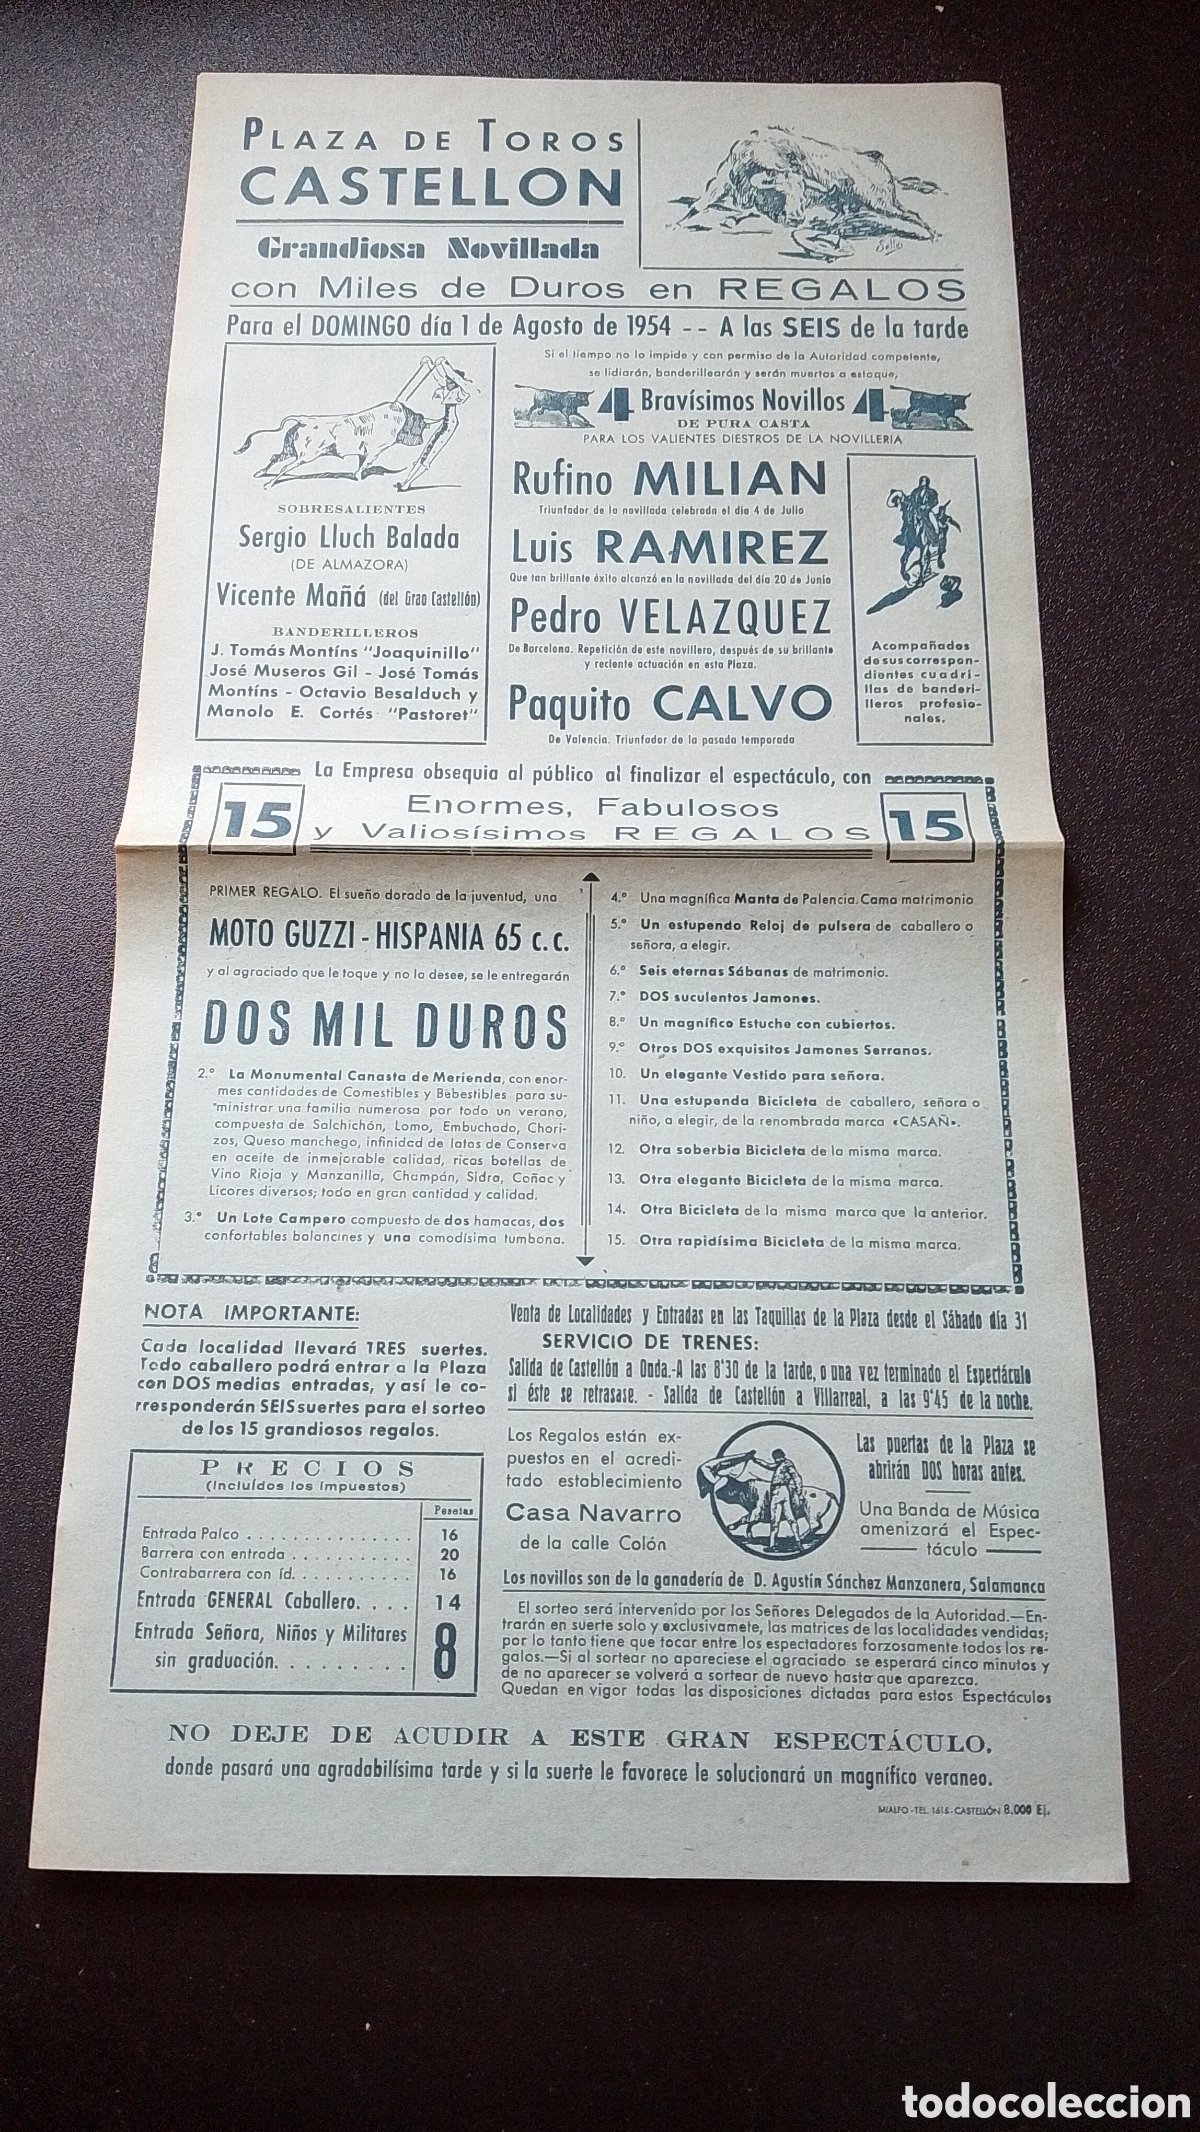 PLAZA DE TOROS
CASTELLON
Grandiosa Novillada
con Miles de Duros en REGALOS
Para el DOMINGO día 1 de Agosto de 1954 -- A las SEIS de la tarde
SOBRESALIENTES
Sergio Lluch Balada
(DE ALMAZORA)
Vicente Mañá (del Grao Castellón)
BANDERILLEROS
J. Tomás Montíns "Joaquinillo"
José Museros Gil - José Tomás
Montíns - Octavio Besalduch y
Manolo E. Cortés "Pastoret"
Si el tiempo no lo impide y con permiso de la Autoridad competente,
se lidiarán, banderillearán y serán muertos a estoque,
4 Bravísimos Novillos 4
DE PURA CASTA
PARA LOS VALIENTES DIESTROS DE LA NOVILLERIA
Rufino MILIAN
Triunfador de la novillada celebrada el día 4 de Julio
Luis RAMIREZ
Que tan brillante éxito alcanzó en la novillada del día 20 de Junio
Pedro VELAZQUEZ
De Barcelona. Repetición de este novillero, después de su brillante
y reciente actuación en esta Plaza.
Paquito CALVO
De Valencia. Triunfador de la pasada temporada
Acompañados
de sus correspon-
dientes cuadri-
llas de banderi-
lleros profesio-
nales.
La Empresa obsequia al público al finalizar el espectáculo, con
15 Enormes, Fabulosos
y Valiosísimos REGALOS 15
PRIMER REGALO. El sueño dorado de la juventud, una
MOTO GUZZI - HISPANIA 65 c.c.
y al agraciado que le toque y no la desee, se le entregarán
DOS MIL DUROS
2.º La Monumental Canasta de Merienda, con enor-
mes cantidades de Comestibles y Bebestibles para su-
ministrar una familia numerosa por todo un verano,
compuesta de Salchichón, Lomo, Embuchado, Chori-
zos, Queso manchego, infinidad de latas de Conserva
en aceite de inmejorable calidad, ricas botellas de
Vino Rioja y Manzanilla, Champán, Sidra, Coñac y
Licores diversos; todo en gran cantidad y calidad.
3.º Un Lote Campero compuesto de dos hamacas, dos
confortables balancines y una comodísima tumbona.
4.º Una magnífica Manta de Palencia. Cama matrimonio
5.º Un estupendo Reloj de pulsera de caballero o
señora, a elegir.
6.º Seis eternas Sábanas de matrimonio.
7.º DOS suculentos Jamones.
8.º Un magnífico Estuche con cubiertos.
9.º Otros DOS exquisitos Jamones Serranos.
10. Un elegante Vestido para señora.
11. Una estupenda Bicicleta de caballero, señora o
niño, a elegir, de la renombrada marca «CASAÑ».
12. Otra soberbia Bicicleta de la misma marca.
13. Otra elegante Bicicleta de la misma marca.
14. Otra Bicicleta de la misma marca que la anterior.
15. Otra rapidísima Bicicleta de la misma marca.
NOTA IMPORTANTE:
Cada localidad llevará TRES suertes.
Todo caballero podrá entrar a la Plaza
con DOS medias entradas, y así le co-
rresponderán SEIS suertes para el sorteo
de los 15 grandiosos regalos.
PRECIOS
(Incluídos los impuestos)
Pesetas
Entrada Palco . . . . . . . . . . . . . . . 16
Barrera con entrada . . . . . . . . . . . 20
Contrabarrera con íd. . . . . . . . . . . 16
Entrada GENERAL Caballero. . . . . 14
Entrada Señora, Niños y Militares
sin graduación. . . . . . . . . 8
Venta de Localidades y Entradas en las Taquillas de la Plaza desde el Sábado día 31
SERVICIO DE TRENES:
Salida de Castellón a Onda.-A las 8'30 de la tarde, o una vez terminado el Espectáculo
si éste se retrasase. - Salida de Castellón a Villarreal, a las 9'45 de la noche.
Los Regalos están ex-
puestos en el acredi-
tado establecimiento
Casa Navarro
de la calle Colón
Las puertas de la Plaza se
abrirán DOS horas antes.
Una Banda de Música
amenizará el Espec-
táculo
Los novillos son de la ganadería de D. Agustín Sánchez Manzanera, Salamanca
El sorteo será intervenido por los Señores Delegados de la Autoridad.—En-
trarán en suerte solo y exclusivamete, las matrices de las localidades vendidas;
por lo tanto tiene que tocar entre los espectadores forzosamente todos los re-
galos.—Si al sortear no apareciese el agraciado se esperará cinco minutos y
de no aparecer se volverá a sortear de nuevo hasta que aparezca.
Quedan en vigor todas las disposiciones dictadas para estos Espectáculos
NO DEJE DE ACUDIR A ESTE GRAN ESPECTÁCULO,
donde pasará una agradabilísima tarde y si la suerte le favorece le solucionará un magnífico veraneo.
MIALFO - TEL. 1615 - CASTELLÓN 8.000 Ej.
todocoleccion